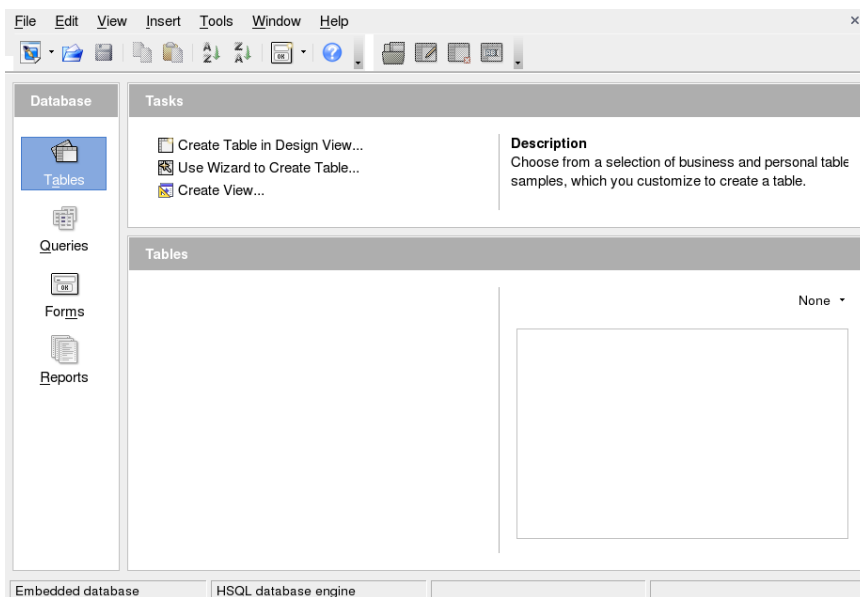 File Edit View Insert Tools Window Help
Database
Tables
Queries
Forms
Reports
Tasks
Create Table in Design View...
Use Wizard to Create Table...
Create View...
Description
Choose from a selection of business and personal table
samples, which you customize to create a table.
Tables
None
Embedded database
HSQL database engine